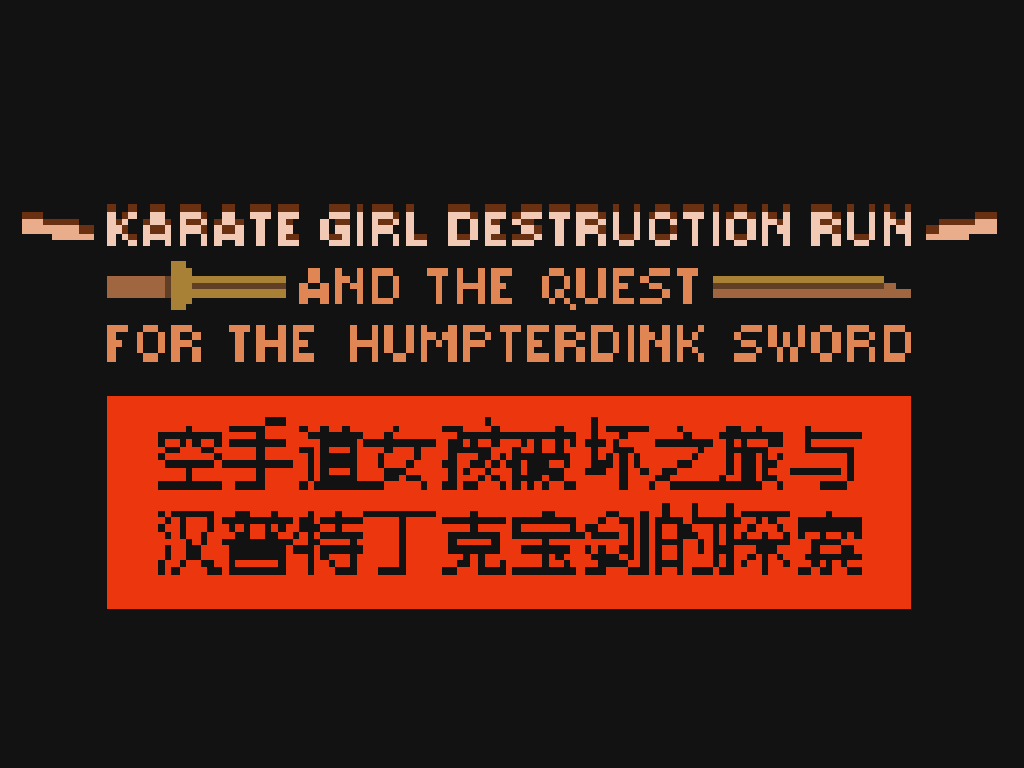 KARATE GIRL DESTRUCTION RUN
AND THE QUEST
FOR THE HUMPTERDINK SWORD
空手道女孩破坏之旅与
汉普特丁克宝剑的探索